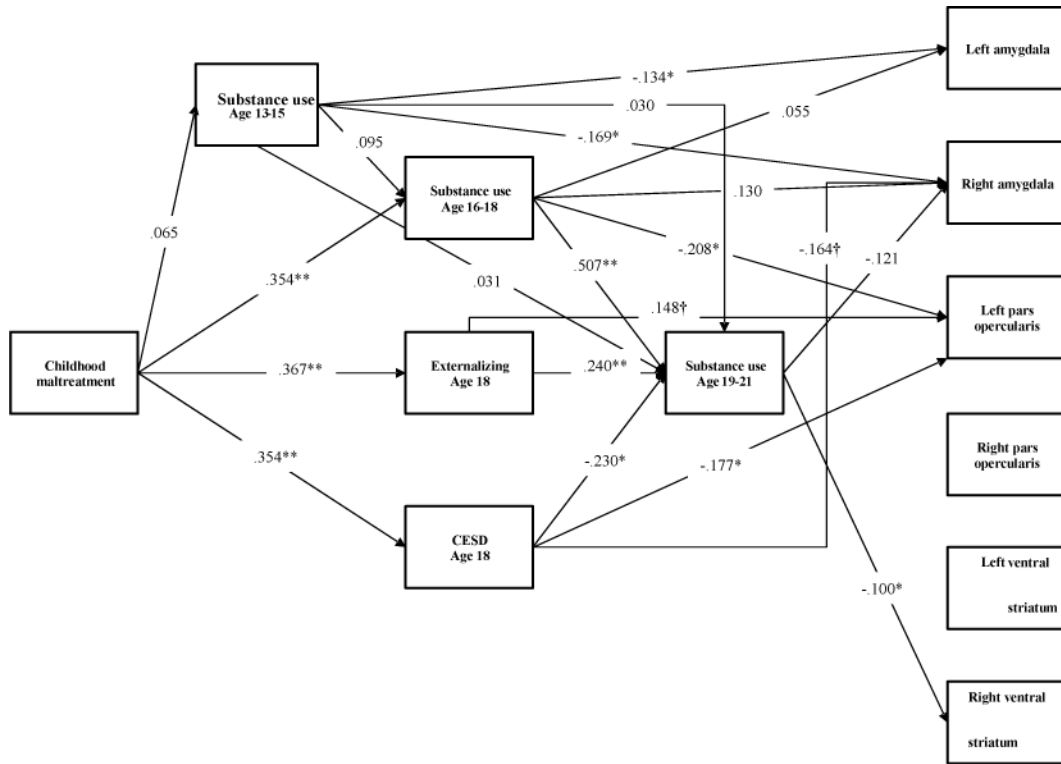 Left amygdala
-.134*
Substance use
Age 13-15
.030
.055
.095
-.169*
Substance use
Age 16-18
.130
Right amygdala
.065
-.208*
-.164†
.354**
.507**
-.121
.031
.148†
Left pars
opercularis
Childhood
maltreatment
.367**
Externalizing
Age 18
.240**
Substance use
Age 19-21
Right pars
opercularis
.354**
-.230*
-.177*
CESD
Age 18
Left ventral
striatum
-.100*
Right ventral
striatum